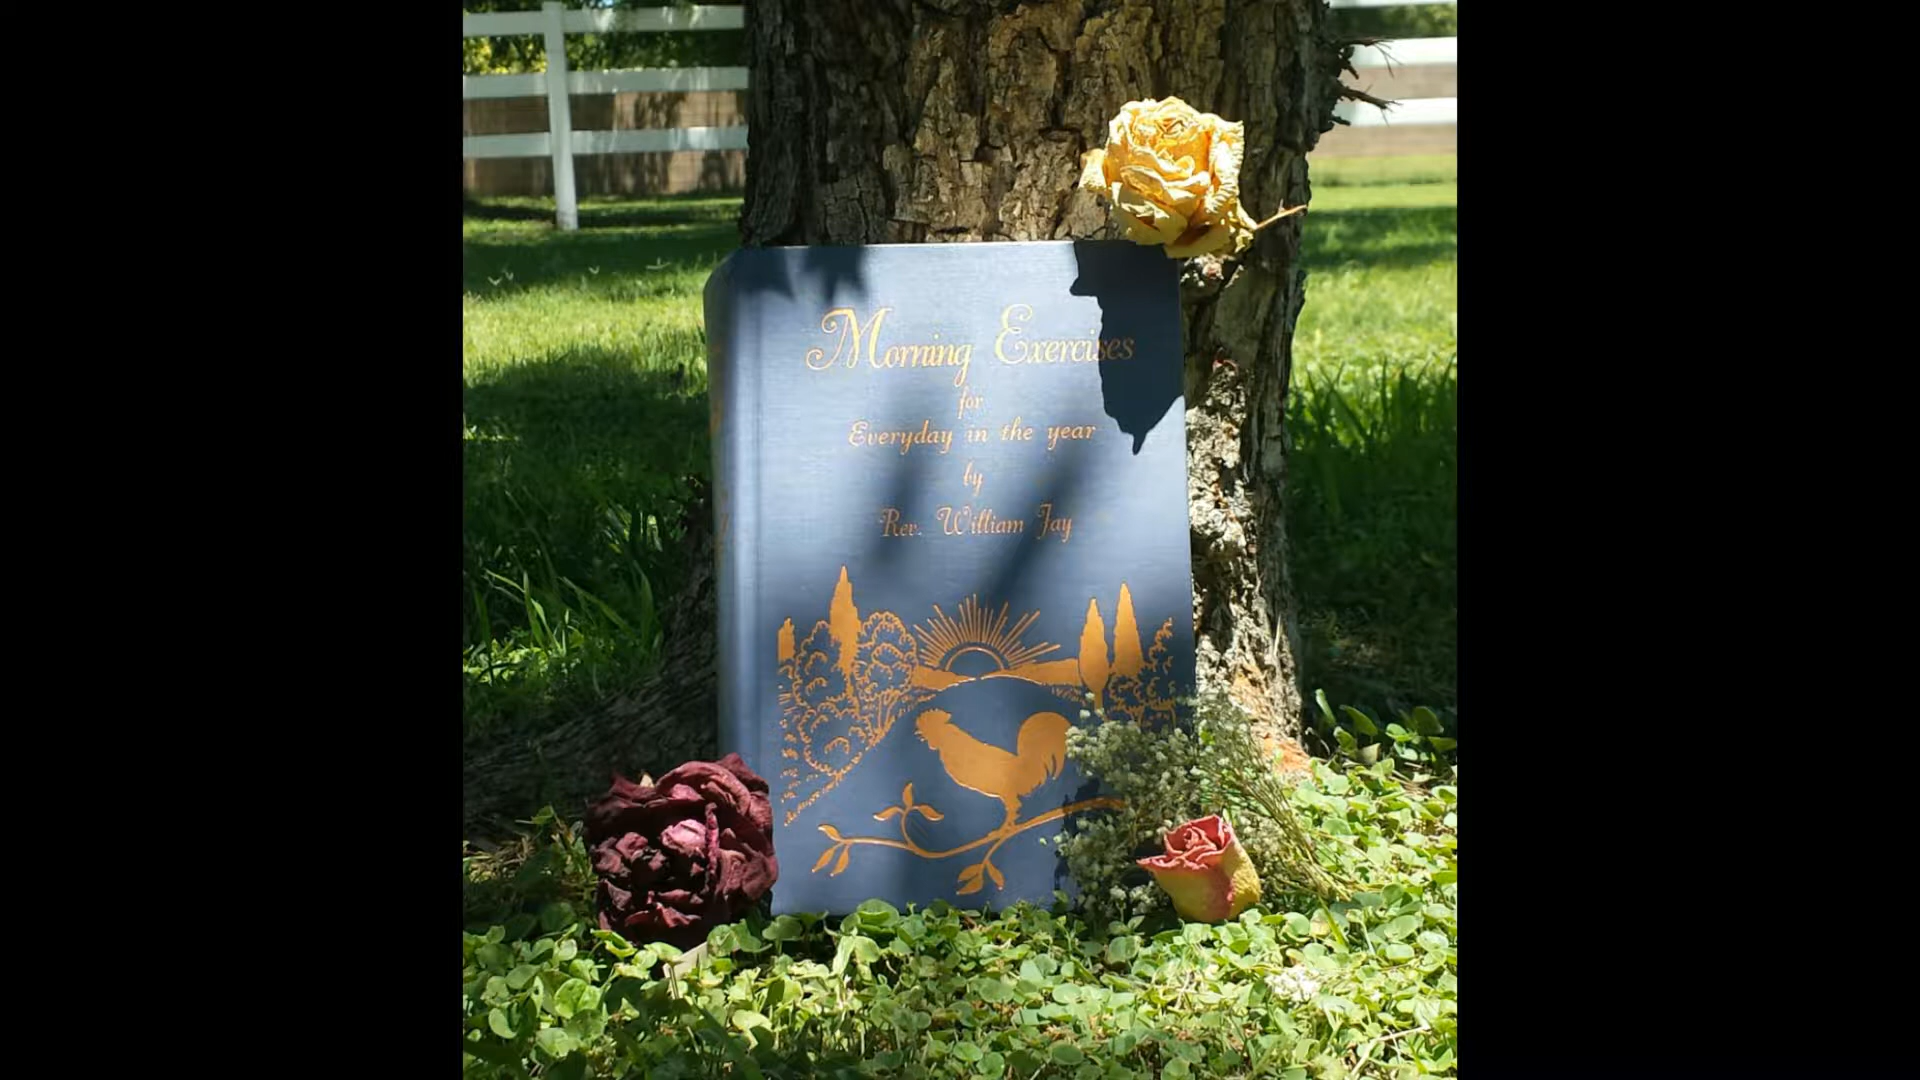 Morning Exercises
for
Everyday in the year
by
Rev. William Jay